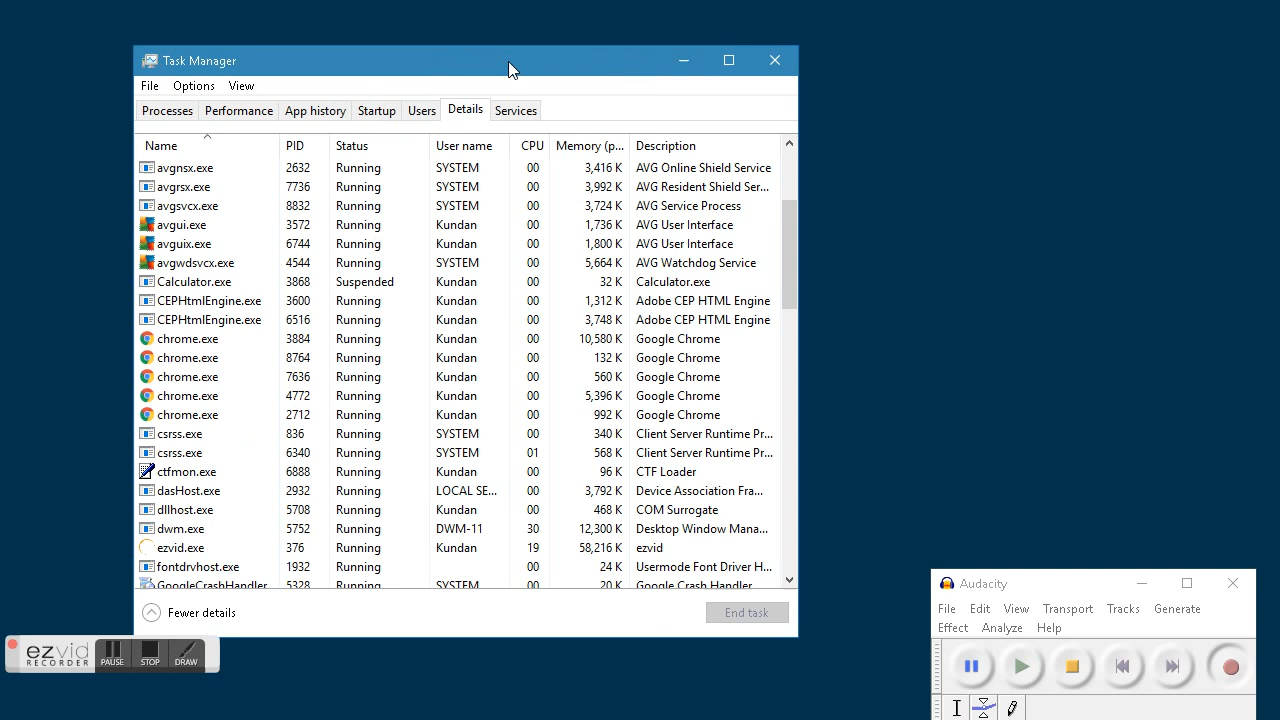 Task Manager
File Options View
Processes Performance App history Startup Users Details Services
Name PID Status User name CPU Memory (p... Description
avgnsx.exe 2632 Running SYSTEM 00 3,416 K AVG Online Shield Service
avgrsx.exe 7736 Running SYSTEM 00 3,992 K AVG Resident Shield Ser...
avgsvcx.exe 8832 Running SYSTEM 00 3,724 K AVG Service Process
avgui.exe 3572 Running Kundan 00 1,736 K AVG User Interface
avguix.exe 6744 Running Kundan 00 1,800 K AVG User Interface
avgwdsvcx.exe 4544 Running SYSTEM 00 5,664 K AVG Watchdog Service
Calculator.exe 3868 Suspended Kundan 00 32 K Calculator.exe
CEPHtmlEngine.exe 3600 Running Kundan 00 1,312 K Adobe CEP HTML Engine
CEPHtmlEngine.exe 6516 Running Kundan 00 3,748 K Adobe CEP HTML Engine
chrome.exe 3884 Running Kundan 00 10,580 K Google Chrome
chrome.exe 8764 Running Kundan 00 132 K Google Chrome
chrome.exe 7636 Running Kundan 00 560 K Google Chrome
chrome.exe 4772 Running Kundan 00 5,396 K Google Chrome
chrome.exe 2712 Running Kundan 00 992 K Google Chrome
csrss.exe 836 Running SYSTEM 00 340 K Client Server Runtime Pr...
csrss.exe 6340 Running SYSTEM 01 568 K Client Server Runtime Pr...
ctfmon.exe 6888 Running Kundan 00 96 K CTF Loader
dasHost.exe 2932 Running LOCAL SE... 00 3,792 K Device Association Fra...
dllhost.exe 5708 Running Kundan 00 468 K COM Surrogate
dwm.exe 5752 Running DWM-11 30 12,300 K Desktop Window Mana...
ezvid.exe 376 Running Kundan 19 58,216 K ezvid
fontdrvhost.exe 1932 Running 00 24 K Usermode Font Driver H...
GoogleCrashHandler 5328 Running SYSTEM 00 20 K Google Crash Handler
Fewer details End task
ezvid
RECORDER PAUSE STOP DRAW
Audacity
File Edit View Transport Tracks Generate
Effect Analyze Help